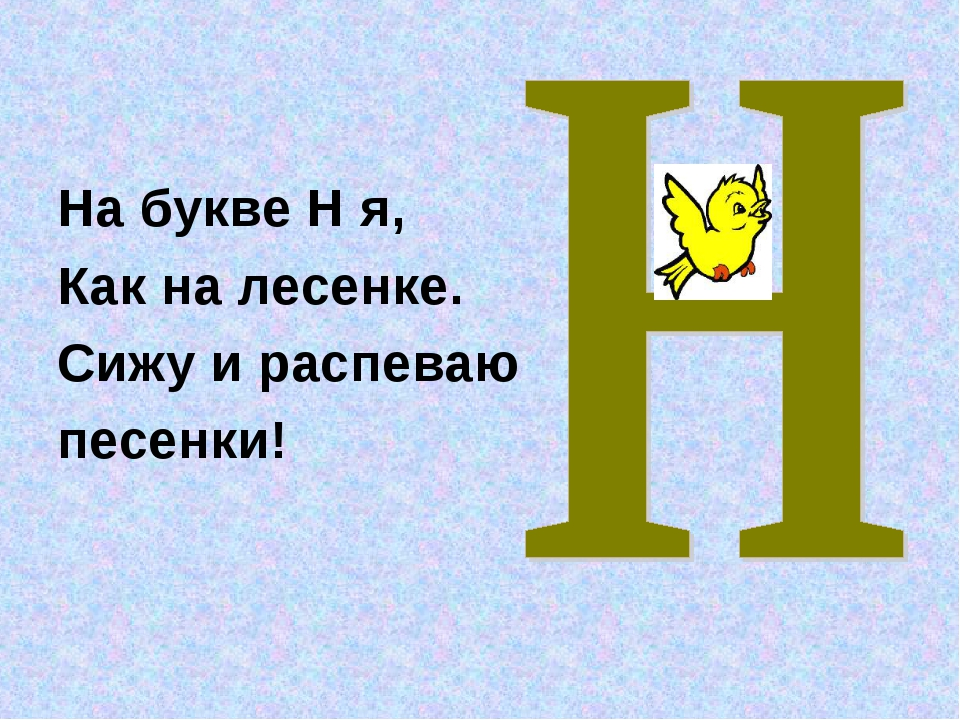 На букве Н я,
Как на лесенке.
Сижу и распеваю
песенки!
Н